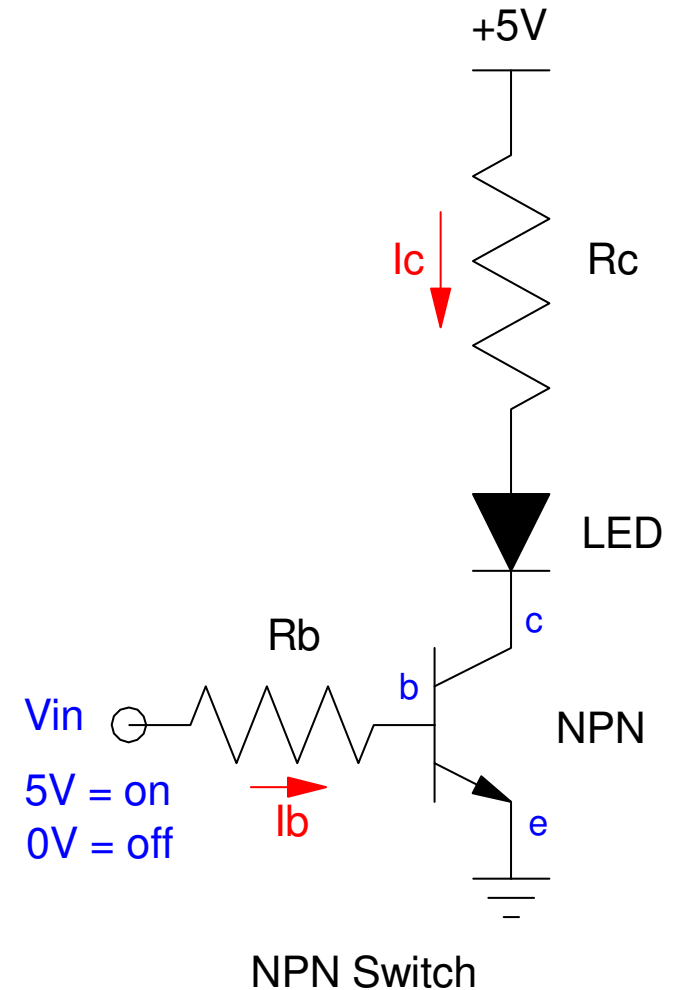 +5V
Ic
Rc
LED
c
Rb
b
Vin
NPN
5V = on
Ib
e
0V = off
NPN Switch